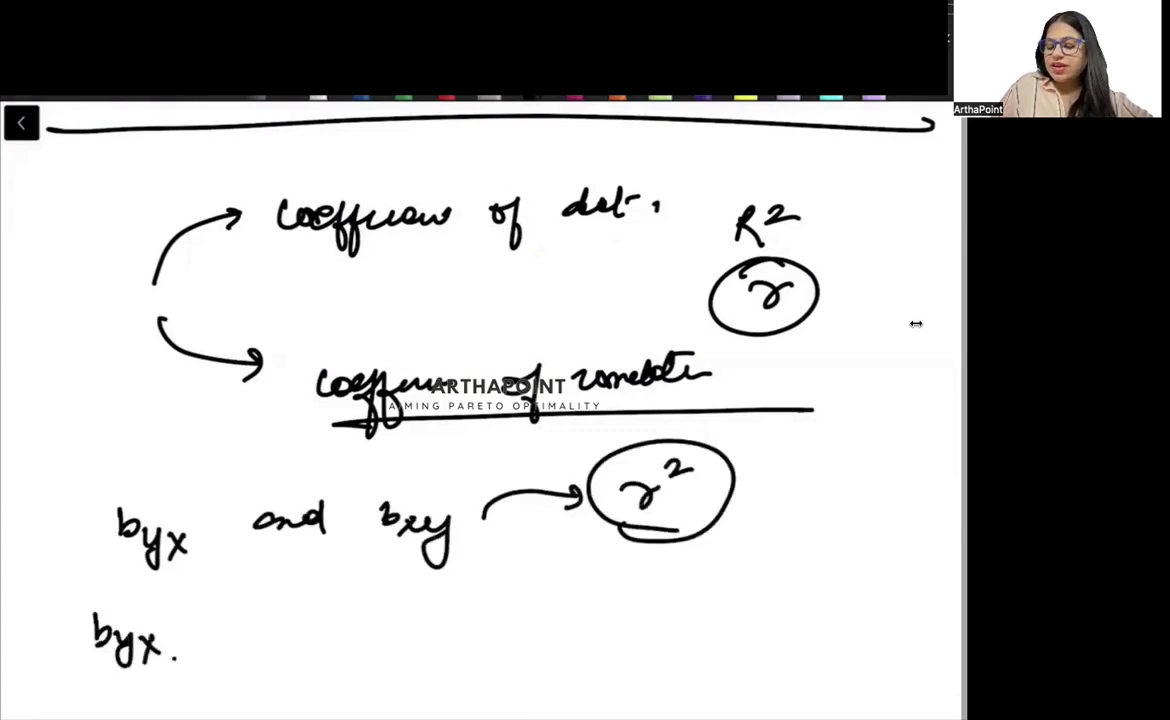 ArthaPoint
coefficient of det.
R²
r
coefficient of correlation
ARTHAPOINT
AIMING PARETO OPTIMALITY
byx and bxy → r²
byx.